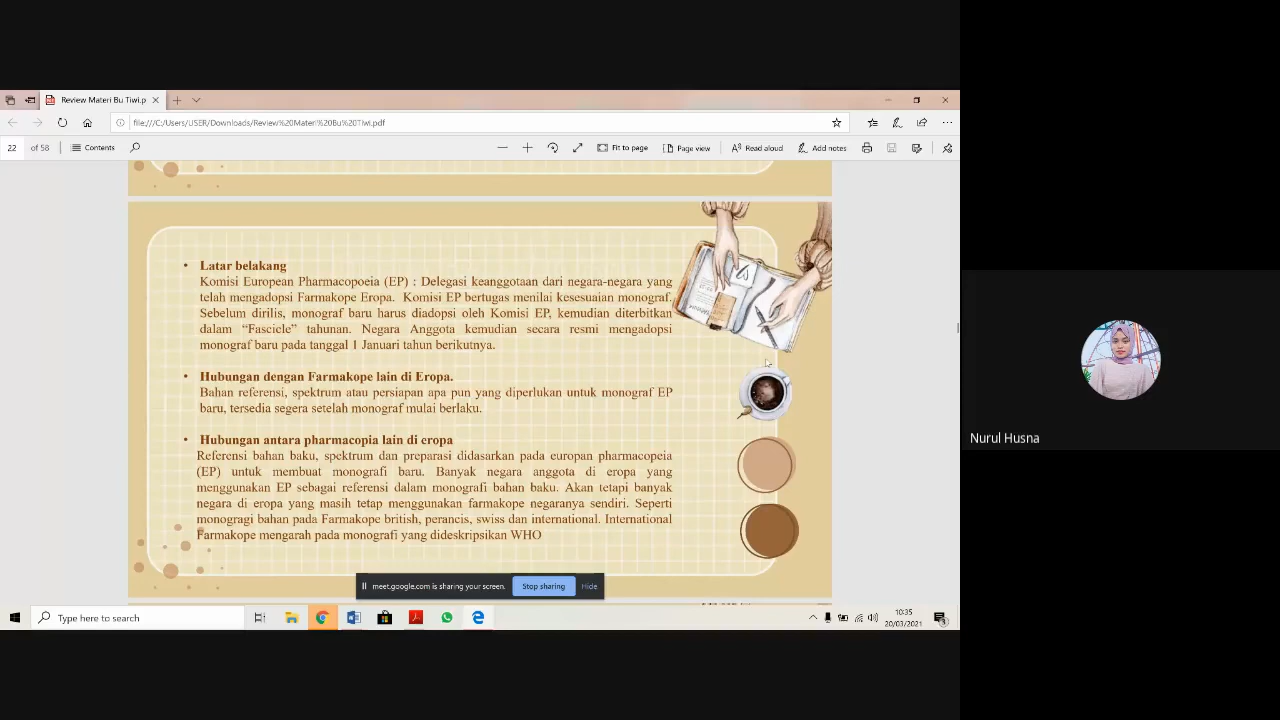 Review Materi Bu Tiwi.p
file:///C:/Users/USER/Downloads/Review%20Materi%20Bu%20Tiwi.pdf
22 of 58 Contents Fit to page Page view Read aloud Add notes
• Latar belakang
Komisi European Pharmacopoeia (EP) : Delegasi keanggotaan dari negara-negara yang
telah mengadopsi Farmakope Eropa. Komisi EP bertugas menilai kesesuaian monograf.
Sebelum dirilis, monograf baru harus diadopsi oleh Komisi EP, kemudian diterbitkan
dalam “Fascicle” tahunan. Negara Anggota kemudian secara resmi mengadopsi
monograf baru pada tanggal 1 Januari tahun berikutnya.
• Hubungan dengan Farmakope lain di Eropa.
Bahan referensi, spektrum atau persiapan apa pun yang diperlukan untuk monograf EP
baru, tersedia segera setelah monograf mulai berlaku.
• Hubungan antara pharmacopia lain di eropa
Referensi bahan baku, spektrum dan preparasi didasarkan pada europan pharmacopeia
(EP) untuk membuat monografi baru. Banyak negara anggota di eropa yang
menggunakan EP sebagai referensi dalam monografi bahan baku. Akan tetapi banyak
negara di eropa yang masih tetap menggunakan farmakope negaranya sendiri. Seperti
monogragi bahan pada Farmakope british, perancis, swiss dan international. International
Farmakope mengarah pada monografi yang dideskripsikan WHO
meet.google.com is sharing your screen. Stop sharing Hide
Type here to search
10:35
20/03/2021
Nurul Husna